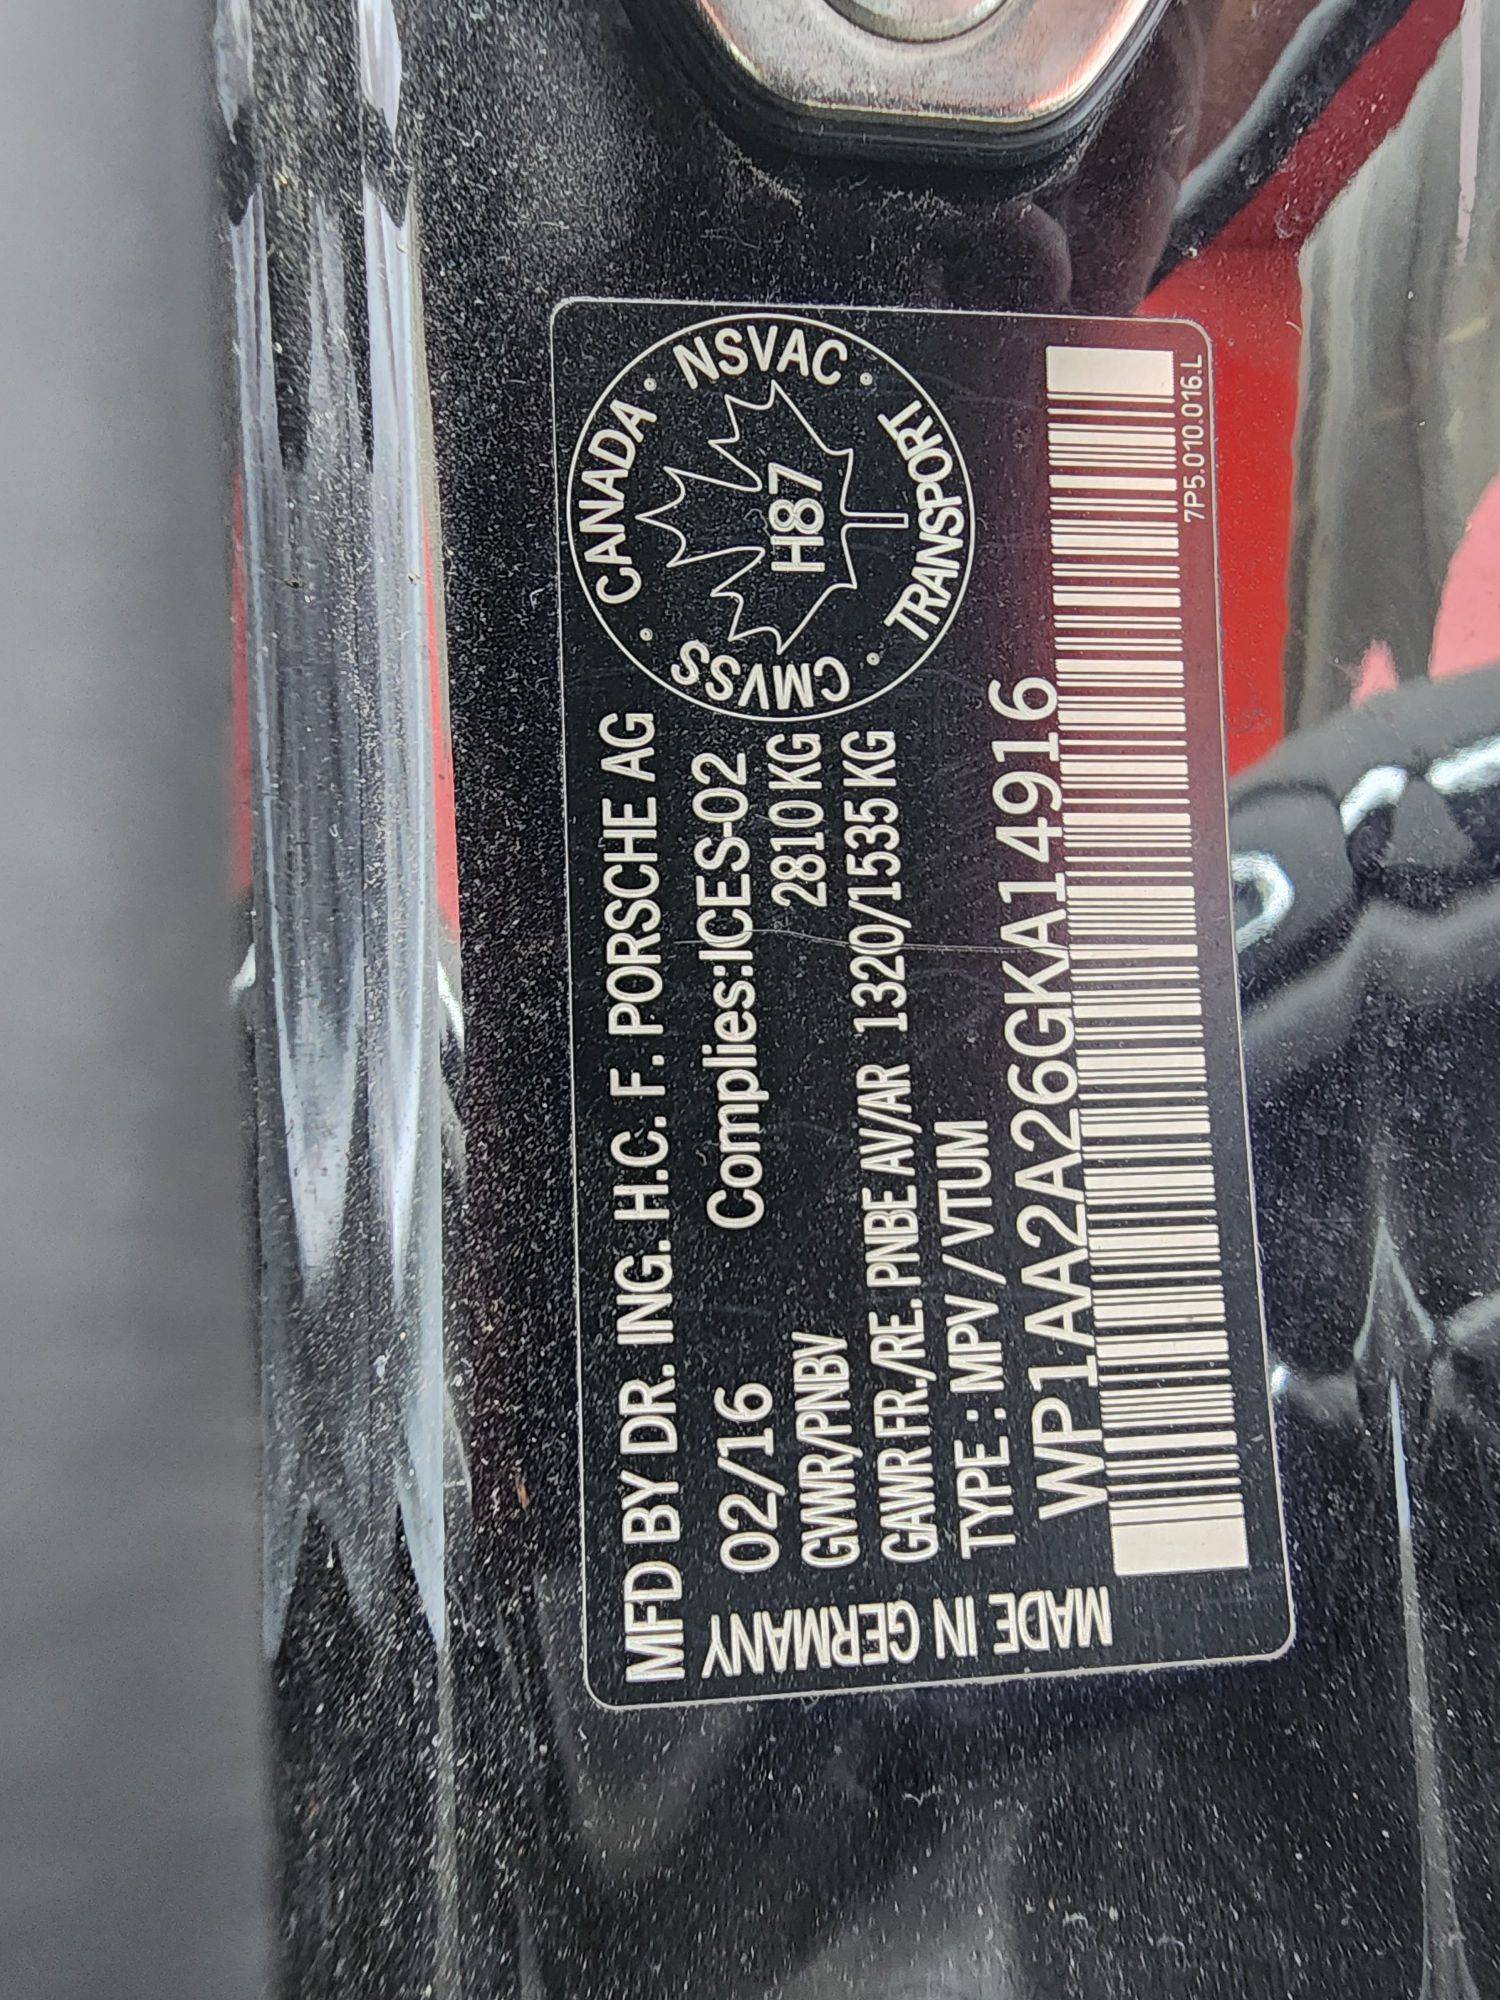 MFD BY DR. ING. H.C. F. PORSCHE AG
02/16 Complies:ICES-02
GVWR/PNBV 2810 KG
GAWR FR./RE. PNBE AV/AR 1320/1535 KG
TYPE : MPV / VTUM
WP1AA2A26GKA14916
MADE IN GERMANY
CANADA · NSVAC · TRANSPORT · CMVSS ·
H87
7P5.010.016.L